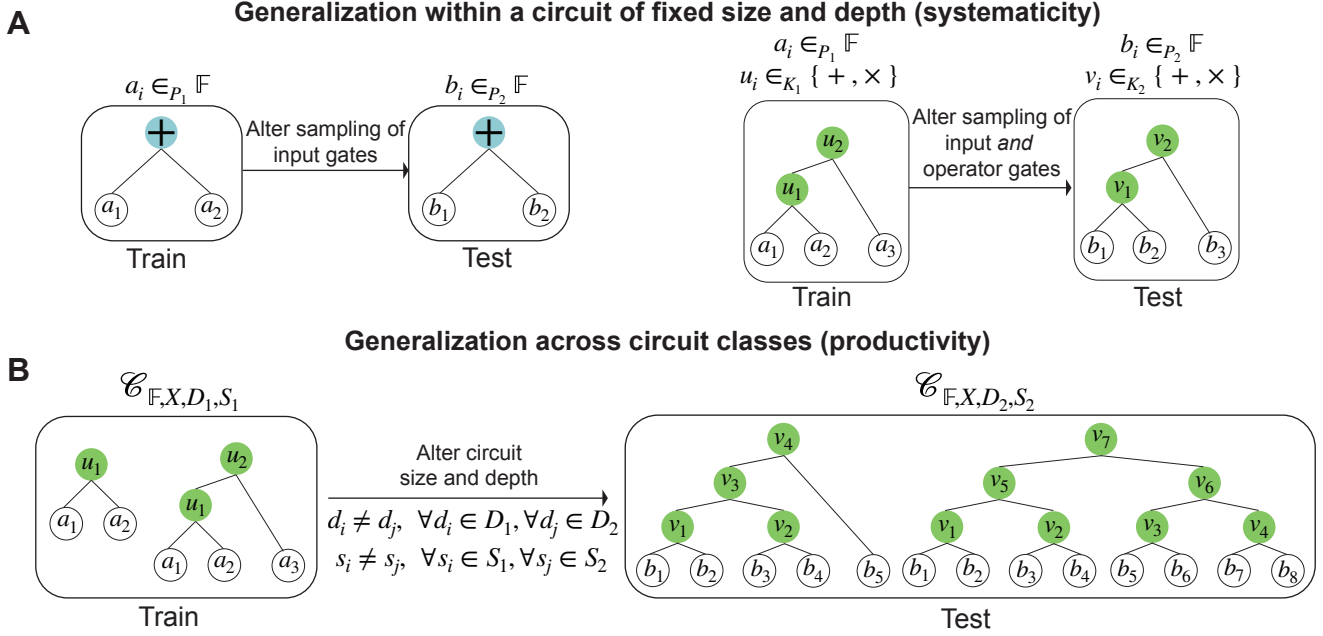 Generalization within a circuit of fixed size and depth (systematicity)
A
a_i ∈_{P_1} 𝔽
b_i ∈_{P_2} 𝔽
+
+
Alter sampling of
input gates
a_1 a_2
b_1 b_2
Train
Test
a_i ∈_{P_1} 𝔽
u_i ∈_{K_1} { + , × }
b_i ∈_{P_2} 𝔽
v_i ∈_{K_2} { + , × }
u_2
u_1
a_1 a_2 a_3
Train
Alter sampling of
input and
operator gates
v_2
v_1
b_1 b_2 b_3
Test
Generalization across circuit classes (productivity)
B
𝒞_{𝔽,X,D_1,S_1}
u_1
a_1 a_2
u_2
u_1
a_1 a_2 a_3
Train
Alter circuit
size and depth
d_i ≠ d_j, ∀d_i ∈ D_1, ∀d_j ∈ D_2
s_i ≠ s_j, ∀s_i ∈ S_1, ∀s_j ∈ S_2
𝒞_{𝔽,X,D_2,S_2}
v_4
v_3
v_1 v_2
b_1 b_2 b_3 b_4 b_5
v_7
v_5 v_6
v_1 v_2 v_3 v_4
b_1 b_2 b_3 b_4 b_5 b_6 b_7 b_8
Test